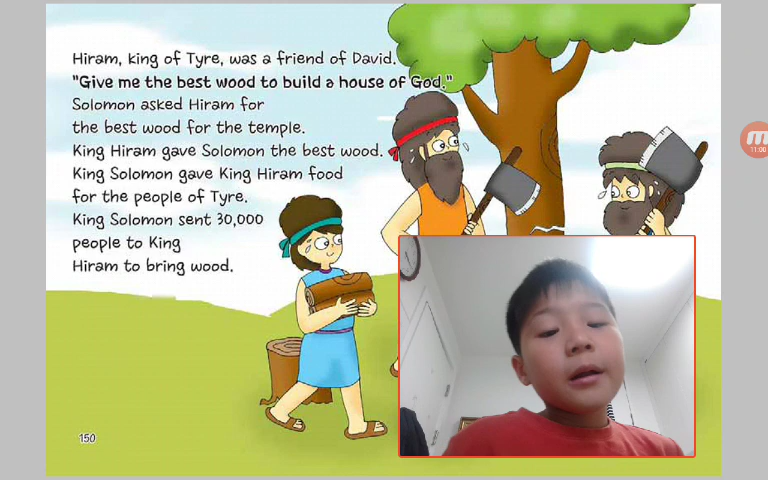 Hiram, king of Tyre, was a friend of David.
"Give me the best wood to build a house of God."
Solomon asked Hiram for
the best wood for the temple.
King Hiram gave Solomon the best wood.
King Solomon gave King Hiram food
for the people of Tyre.
King Solomon sent 30,000
people to King
Hiram to bring wood.
150
11:00